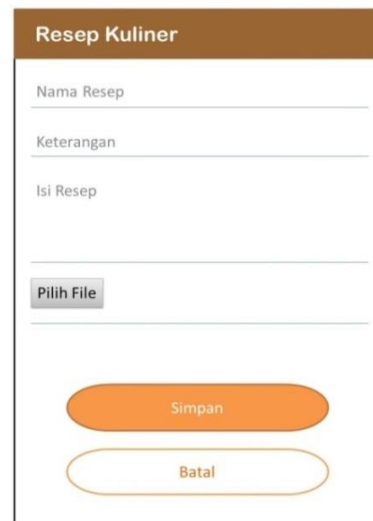 Resep Kuliner
Nama Resep
Keterangan
Isi Resep
Pilih File
Simpan
Batal